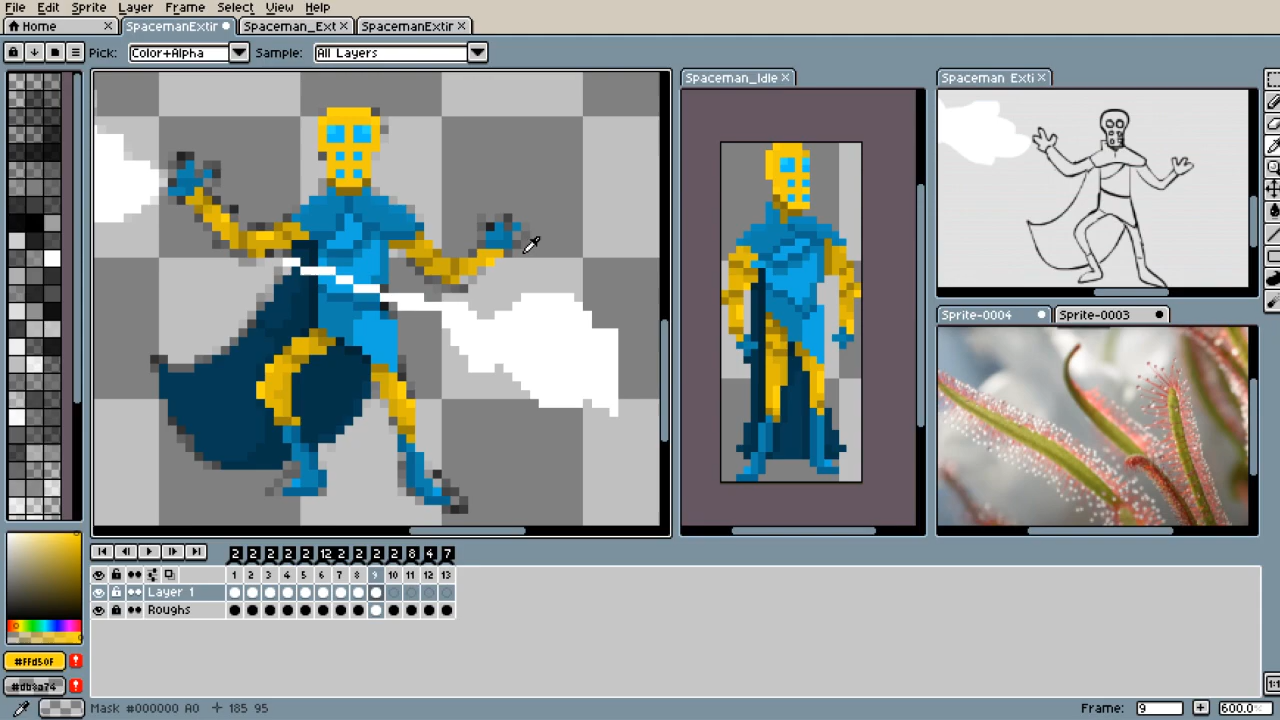 File Edit Sprite Layer Frame Select View Help
Home SpacemanExtir Spaceman_Ext SpacemanExtir
Pick: Color+Alpha Sample: All Layers
Spaceman_Idle
Spaceman Exti
Sprite-0004 Sprite-0003
2 2 2 2 2 12 2 2 2 2 8 4 7
1 2 3 4 5 6 7 8 9 10 11 12 13
Layer 1
Roughs
#FFd50F
#db8a74
Mask #000000 A0 185 95
Frame: 9
600.0
1:1